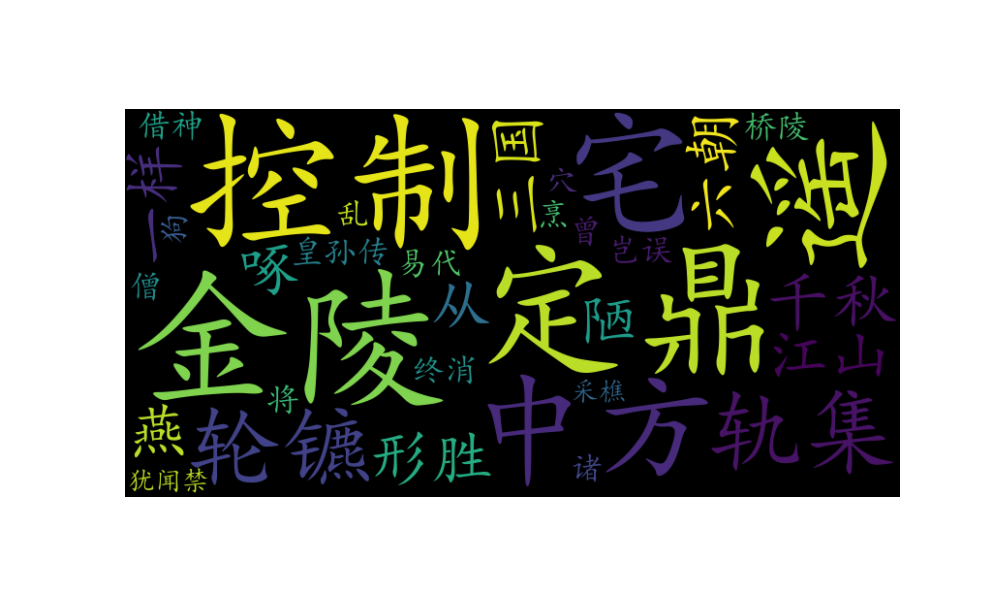 借神
控制
三国
宅
六朝
桥陵
遥
一样
狗
乱
穴
烹
曾
岂误
啄
皇孙传
易代
僧
从
定鼎
陋
千秋
江山
金陵
终消
将
中方
采樵
轨集
燕
轮镳
形胜
诸
犹闻禁